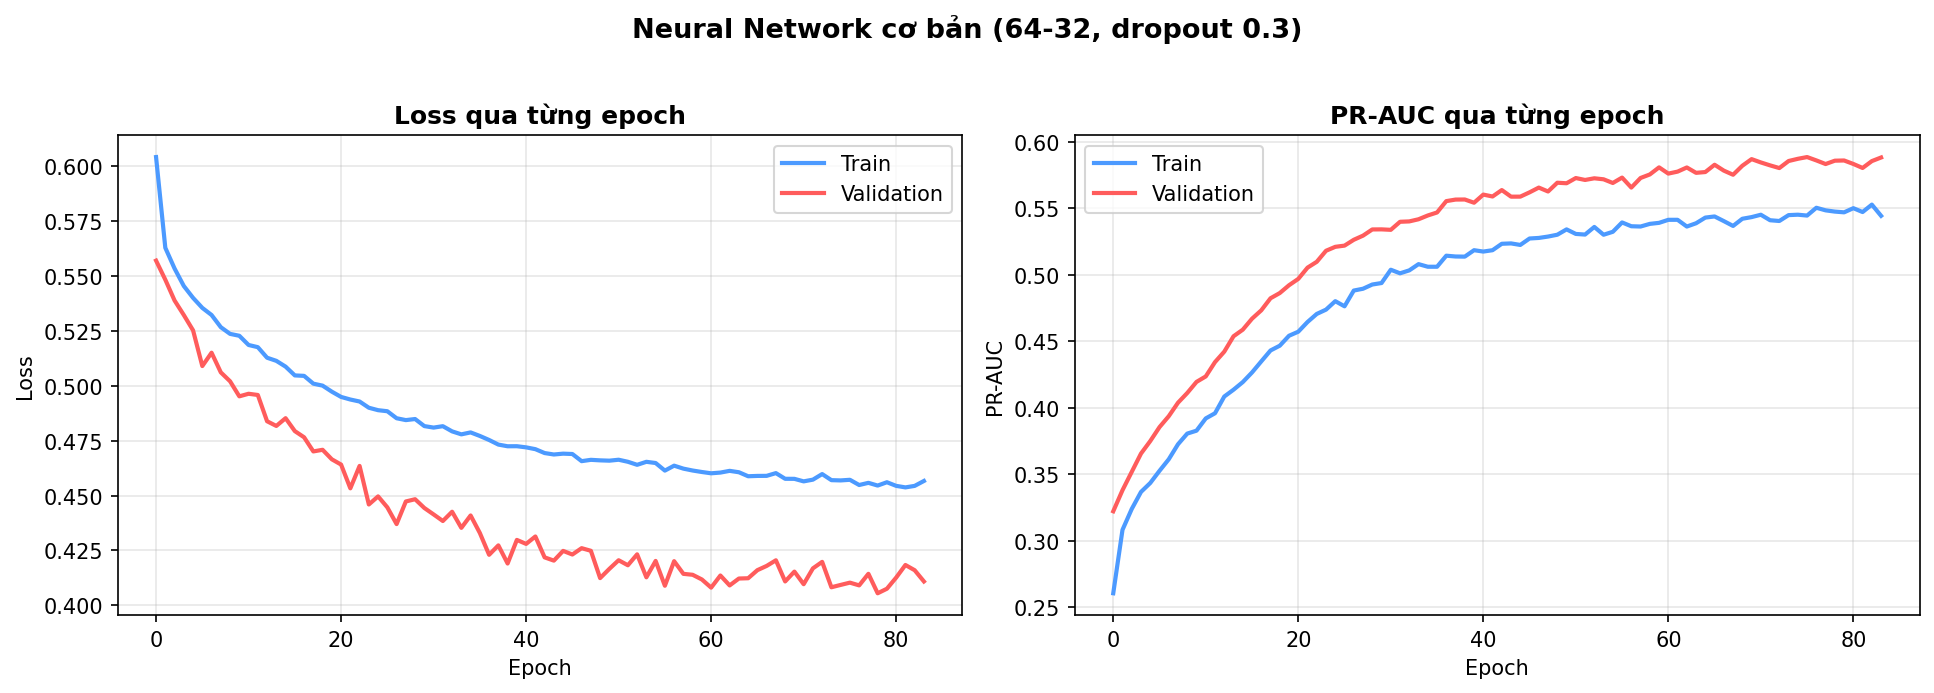 Neural Network cơ bản (64-32, dropout 0.3)
Loss qua từng epoch
0.600
0.575
0.550
0.525
0.500
0.475
0.450
0.425
0.400
Loss
Train
Validation
0
20
40
60
80
Epoch
PR-AUC qua từng epoch
0.60
0.55
0.50
0.45
0.40
0.35
0.30
0.25
PR-AUC
Train
Validation
0
20
40
60
80
Epoch